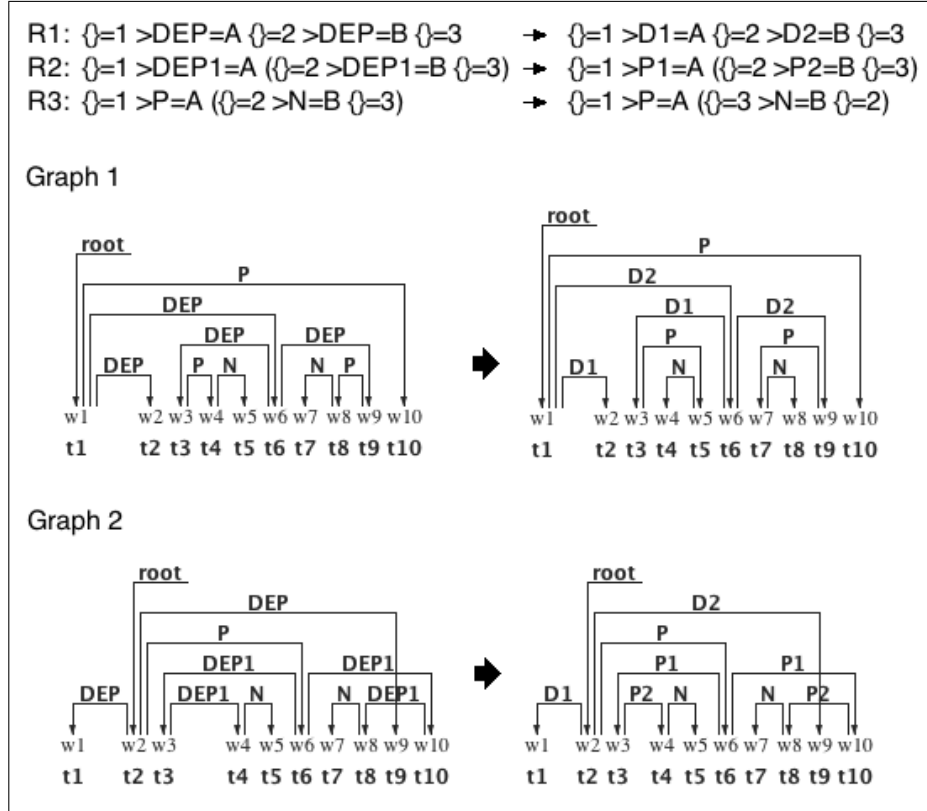 R1: {}=1 >DEP=A {}=2 >DEP=B {}=3 → {}=1 >D1=A {}=2 >D2=B {}=3
R2: {}=1 >DEP1=A ({}=2 >DEP1=B {}=3) → {}=1 >P1=A ({}=2 >P2=B {}=3)
R3: {}=1 >P=A ({}=2 >N=B {}=3) → {}=1 >P=A ({}=3 >N=B {}=2)
Graph 1
root
P
DEP
DEP DEP
DEP P N N P
w1 w2 w3 w4 w5 w6 w7 w8 w9 w10
t1 t2 t3 t4 t5 t6 t7 t8 t9 t10
root
P
D2
D1 D2
P P
D1 N N
w1 w2 w3 w4 w5 w6 w7 w8 w9 w10
t1 t2 t3 t4 t5 t6 t7 t8 t9 t10
Graph 2
root
DEP
P
DEP1 DEP1
DEP DEP1 N N DEP1
w1 w2 w3 w4 w5 w6 w7 w8 w9 w10
t1 t2 t3 t4 t5 t6 t7 t8 t9 t10
root
D2
P
P1 P1
D1 P2 N N P2
w1 w2 w3 w4 w5 w6 w7 w8 w9 w10
t1 t2 t3 t4 t5 t6 t7 t8 t9 t10